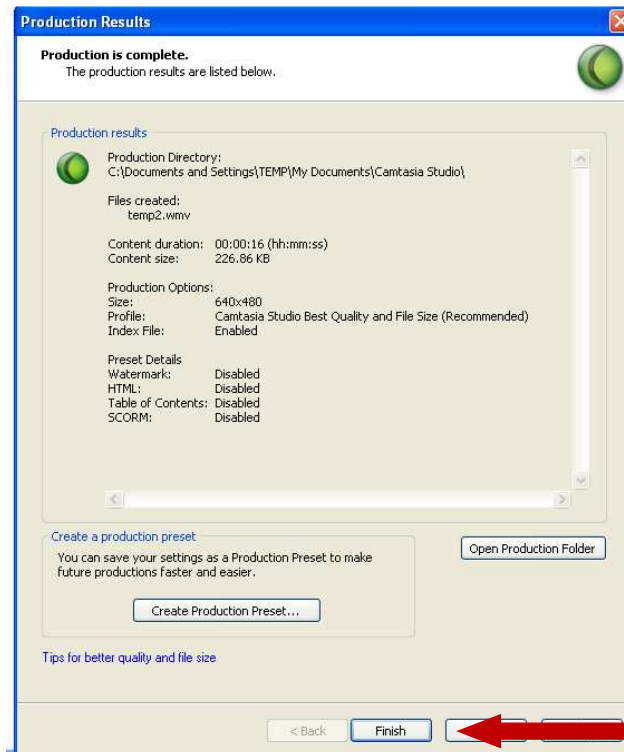 Production Results
Production is complete.
The production results are listed below.
Production results
Production Directory:
C:\Documents and Settings\TEMP\My Documents\Camtasia Studio\
Files created:
temp2.wmv
Content duration: 00:00:16 (hh:mm:ss)
Content size: 226.86 KB
Production Options:
Size: 640x480
Profile: Camtasia Studio Best Quality and File Size (Recommended)
Index File: Enabled
Preset Details
Watermark: Disabled
HTML: Disabled
Table of Contents: Disabled
SCORM: Disabled
Create a production preset
You can save your settings as a Production Preset to make
future productions faster and easier.
Open Production Folder
Create Production Preset...
Tips for better quality and file size
< Back Finish